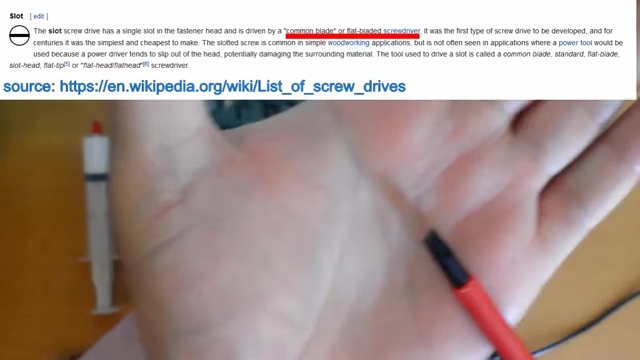 Slot [ edit ]
The slot screw drive has a single slot in the fastener head and is driven by a "common blade" or flat-bladed screwdriver. It was the first type of screw drive to be developed, and for
centuries it was the simplest and cheapest to make. The slotted screw is common in simple woodworking applications, but is not often seen in applications where a power tool would be
used because a power driver tends to slip out of the head, potentially damaging the surrounding material. The tool used to drive a slot is called a common blade, standard, flat-blade,
slot-head, flat-tip[5] or "flat-head/flathead"[6] screwdriver.
source: https://en.wikipedia.org/wiki/List_of_screw_drives